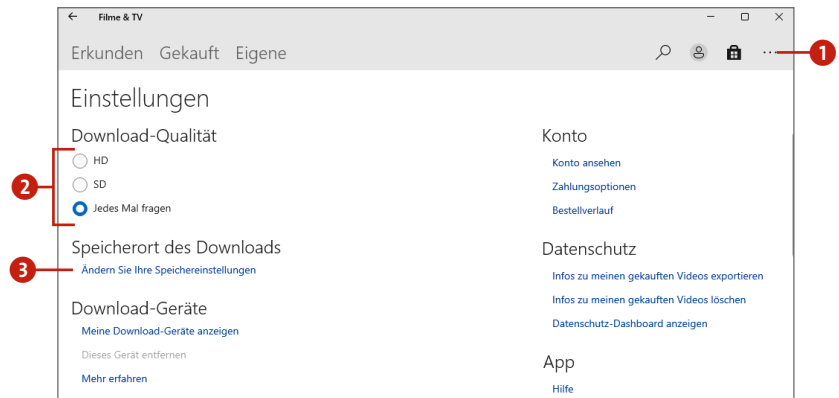 Filme & TV
Erkunden Gekauft Eigene
1
Einstellungen
Download-Qualität
HD
SD
Jedes Mal fragen
2
Speicherort des Downloads
Ändern Sie Ihre Speichereinstellungen
3
Download-Geräte
Meine Download-Geräte anzeigen
Dieses Gerät entfernen
Mehr erfahren
Konto
Konto ansehen
Zahlungsoptionen
Bestellverlauf
Datenschutz
Infos zu meinen gekauften Videos exportieren
Infos zu meinen gekauften Videos löschen
Datenschutz-Dashboard anzeigen
App
Hilfe